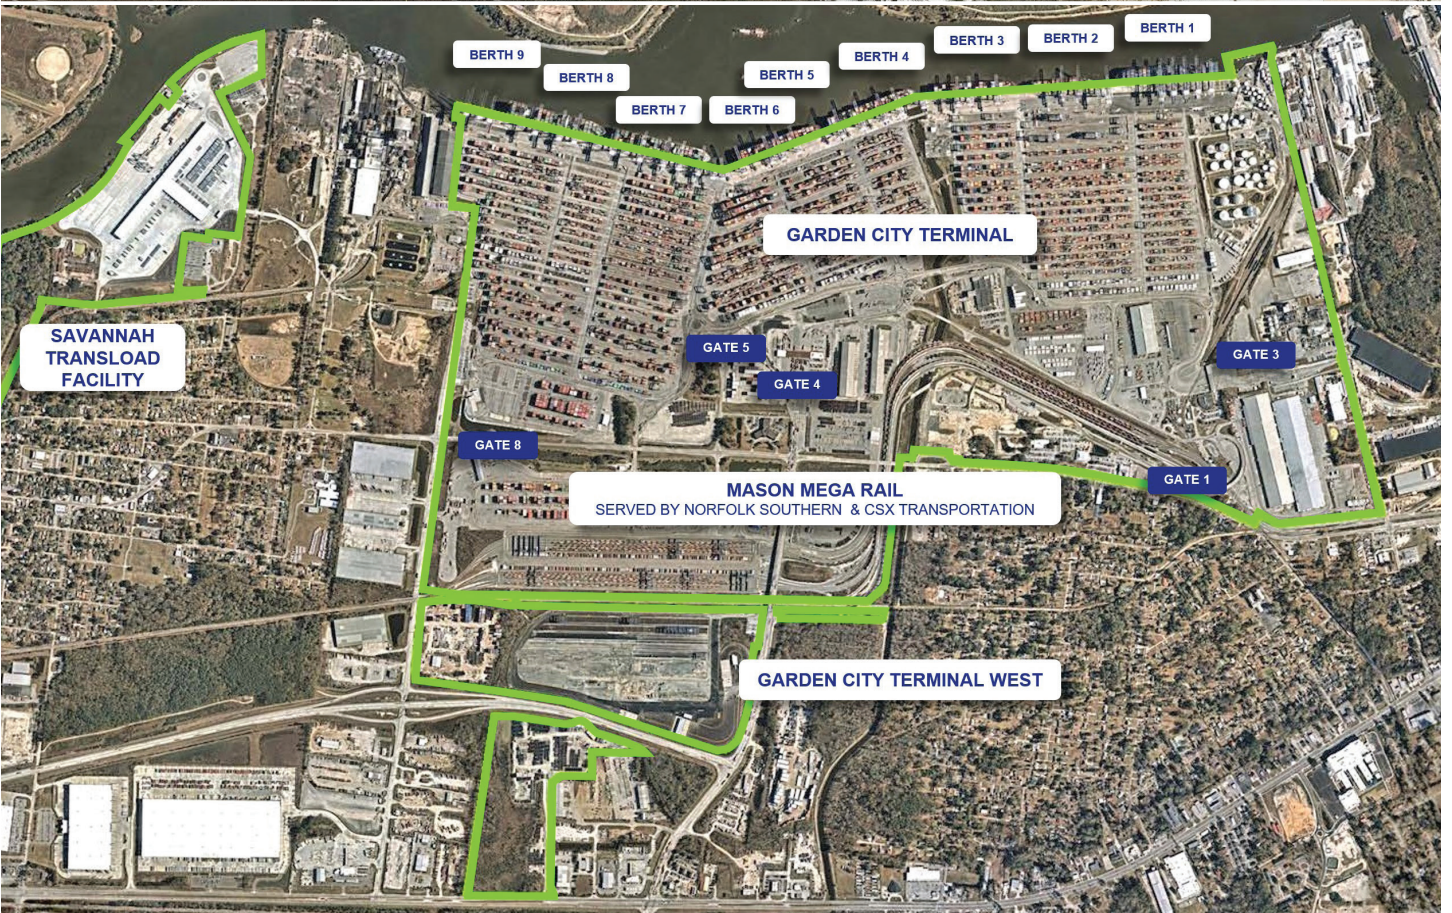 BERTH 9
BERTH 8
BERTH 7
BERTH 6
BERTH 5
BERTH 4
BERTH 3
BERTH 2
BERTH 1
GARDEN CITY TERMINAL
SAVANNAH
TRANSLOAD
FACILITY
GATE 5
GATE 4
GATE 3
GATE 8
GATE 1
MASON MEGA RAIL
SERVED BY NORFOLK SOUTHERN & CSX TRANSPORTATION
GARDEN CITY TERMINAL WEST